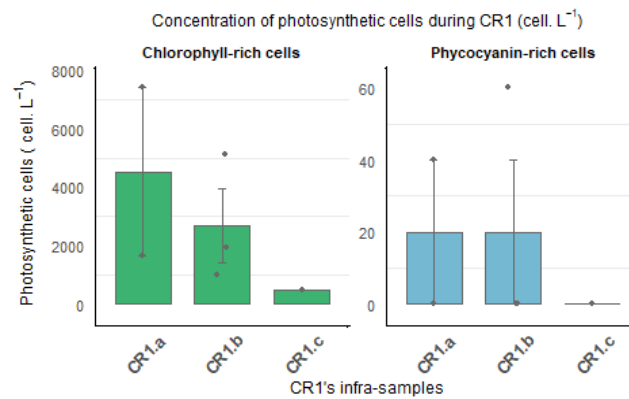 Concentration of photosynthetic cells during CR1 (cell. L⁻¹)
Chlorophyll-rich cells
Phycocyanin-rich cells
Photosynthetic cells ( cell. L⁻¹)
8000
6000
4000
2000
0
60
40
20
0
CR1.a
CR1.b
CR1.c
CR1.a
CR1.b
CR1.c
CR1's infra-samples